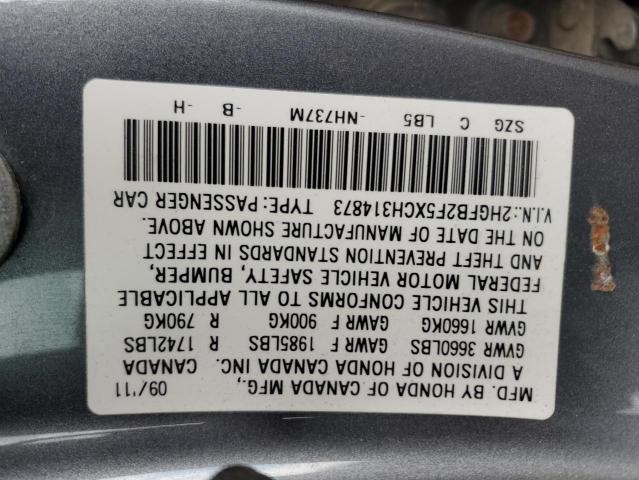 MFD. BY HONDA OF CANADA MFG., 09/'11
A DIVISION OF HONDA CANADA INC. CANADA
GVWR 3660LBS GAWR F 1985LBS R 1742LBS
GVWR 1660KG GAWR F 900KG R 790KG
THIS VEHICLE CONFORMS TO ALL APPLICABLE
FEDERAL MOTOR VEHICLE SAFETY, BUMPER,
AND THEFT PREVENTION STANDARDS IN EFFECT
ON THE DATE OF MANUFACTURE SHOWN ABOVE.
V.I.N.:2HGFB2F5XCH314873 TYPE:PASSENGER CAR
SZG C LB5 -NH737M -B -H